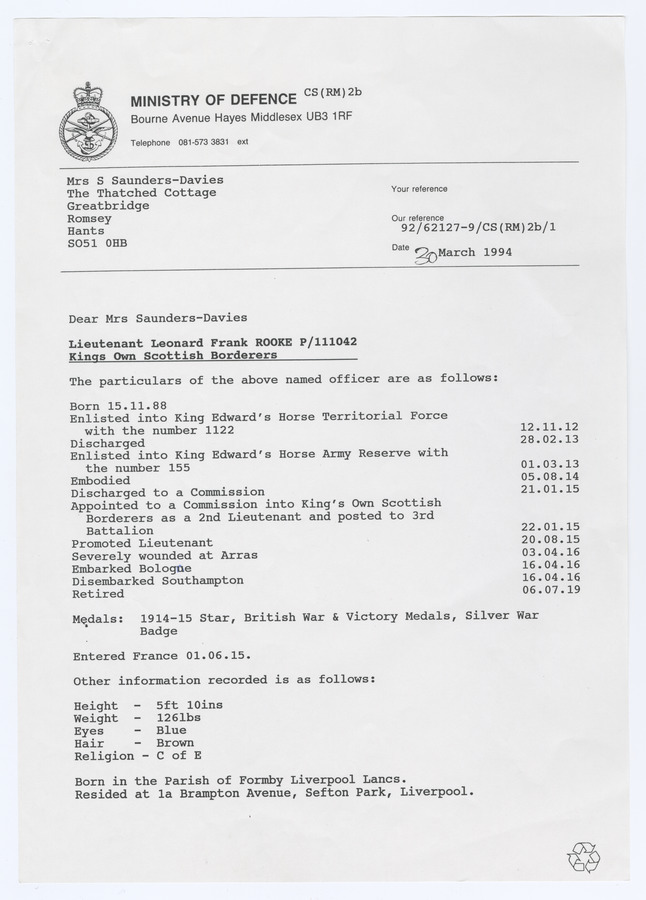 MINISTRY OF DEFENCE CS(RM)2b
Bourne Avenue Hayes Middlesex UB3 1RF
Telephone 081-573 3831 ext
Mrs S Saunders-Davies
The Thatched Cottage
Greatbridge
Romsey
Hants
SO51 0HB
Your reference
Our reference
92/62127-9/CS(RM)2b/1
Date 30 March 1994
Dear Mrs Saunders-Davies
Lieutenant Leonard Frank ROOKE P/111042
Kings Own Scottish Borderers
The particulars of the above named officer are as follows:
Born 15.11.88
Enlisted into King Edward's Horse Territorial Force
with the number 1122 12.11.12
Discharged 28.02.13
Enlisted into King Edward's Horse Army Reserve with
the number 155 01.03.13
Embodied 05.08.14
Discharged to a Commission 21.01.15
Appointed to a Commission into King's Own Scottish
Borderers as a 2nd Lieutenant and posted to 3rd
Battalion 22.01.15
Promoted Lieutenant 20.08.15
Severely wounded at Arras 03.04.16
Embarked Bologne 16.04.16
Disembarked Southampton 16.04.16
Retired 06.07.19
Medals: 1914-15 Star, British War & Victory Medals, Silver War
Badge
Entered France 01.06.15.
Other information recorded is as follows:
Height - 5ft 10ins
Weight - 126lbs
Eyes - Blue
Hair - Brown
Religion - C of E
Born in the Parish of Formby Liverpool Lancs.
Resided at 1a Brampton Avenue, Sefton Park, Liverpool.